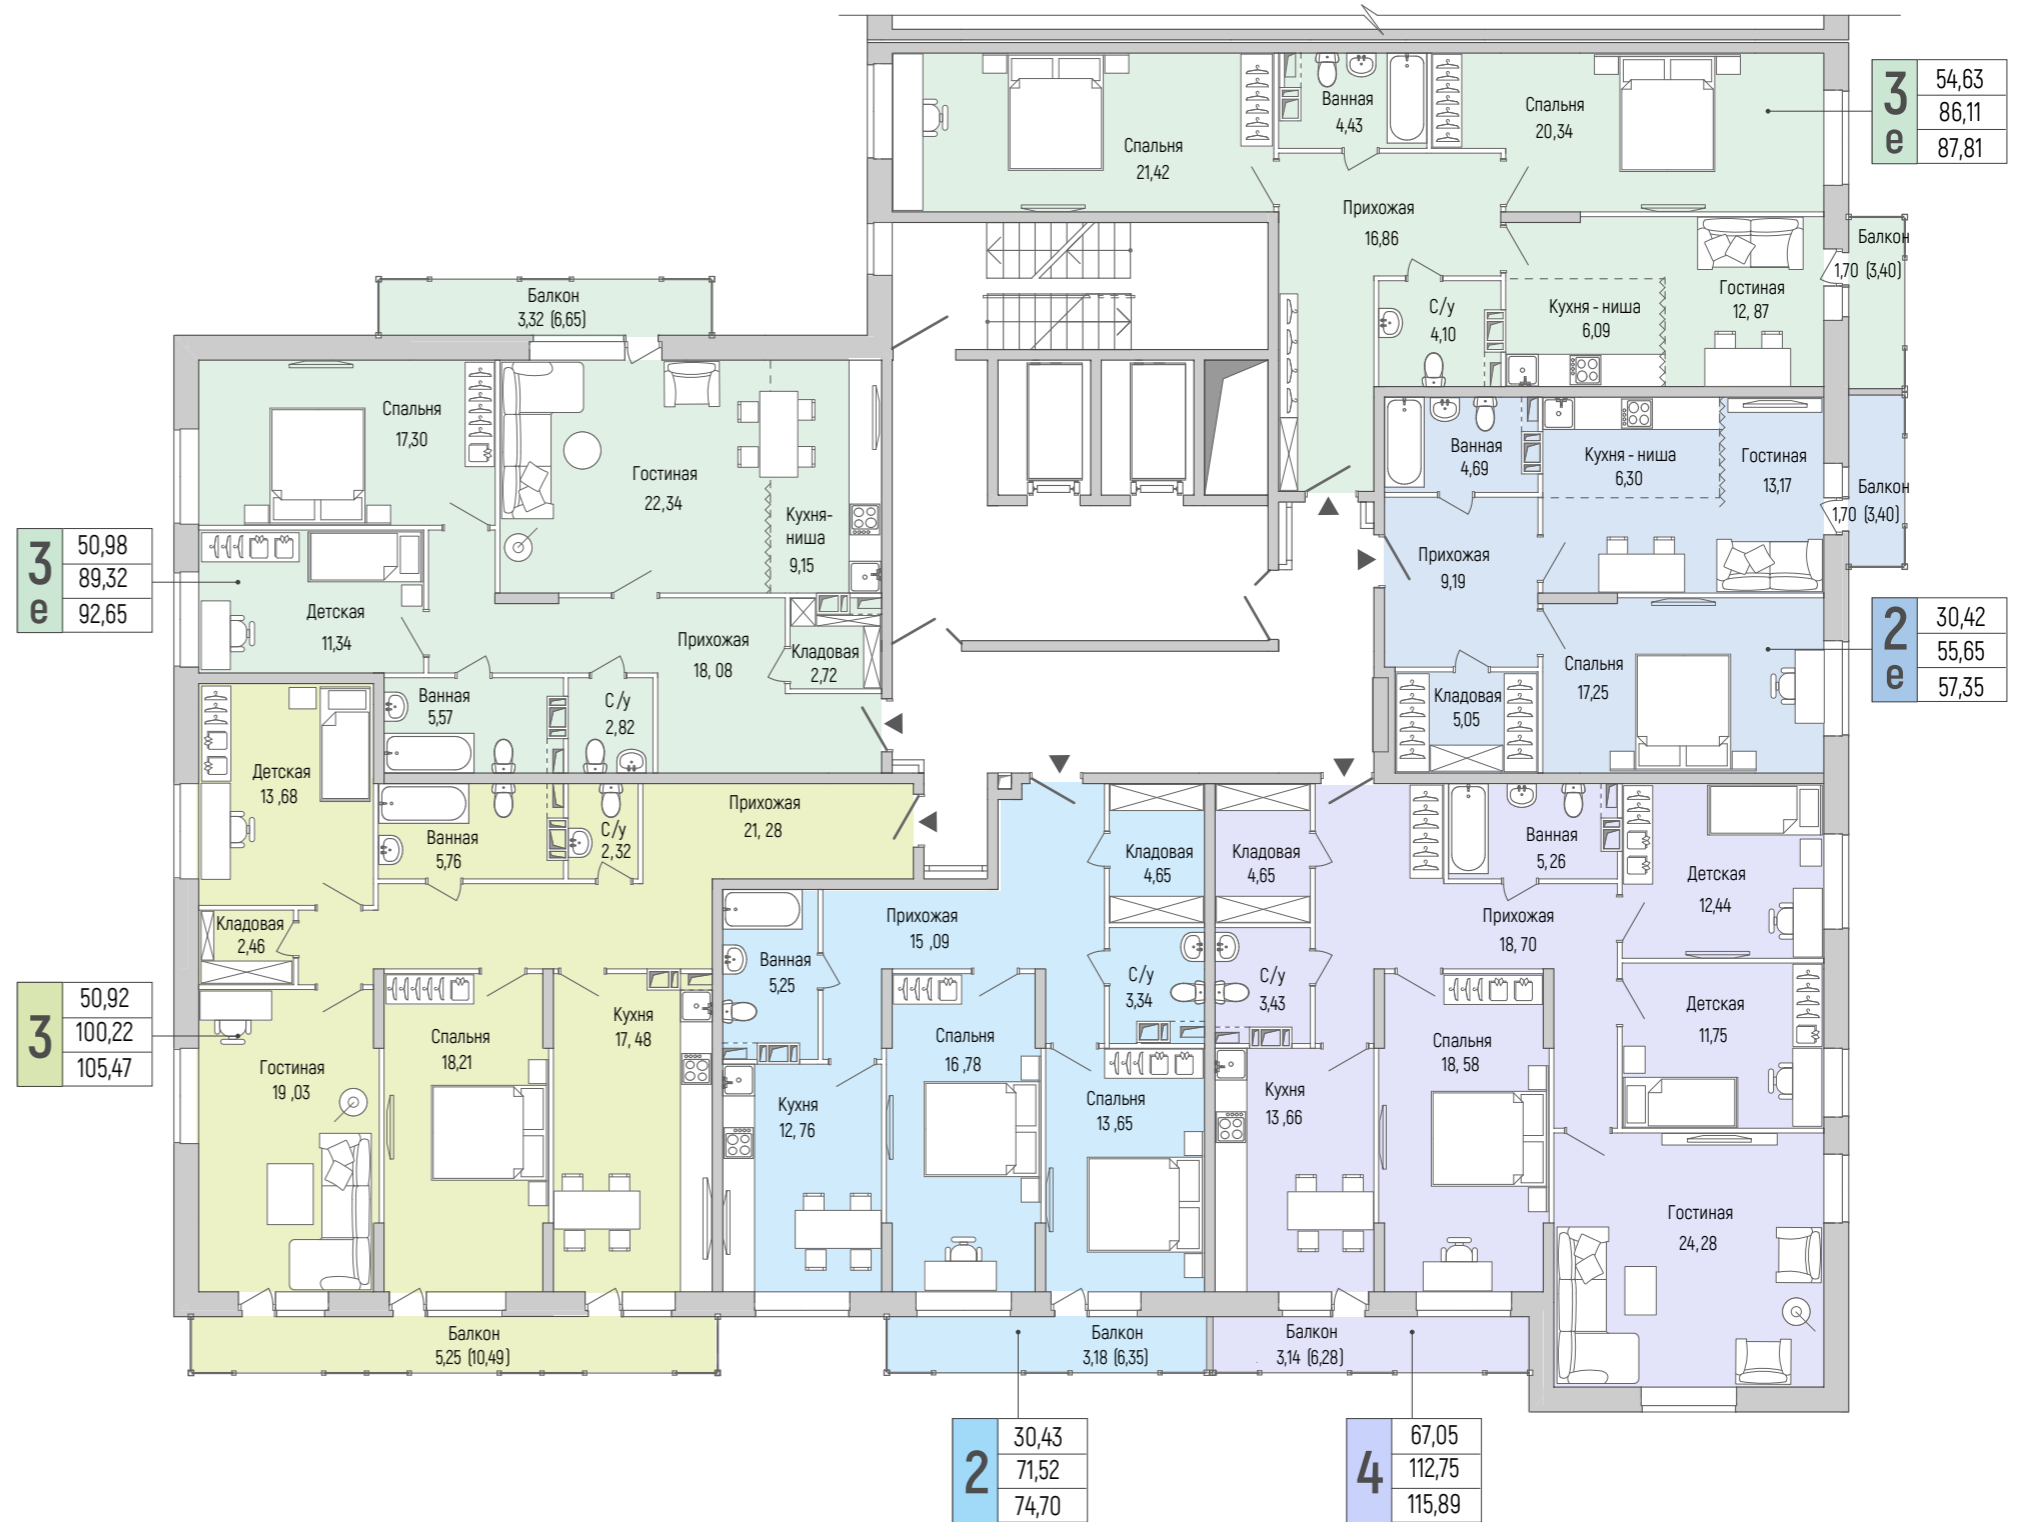 3
е
54,63
86,11
87,81
Спальня
21,42
Ванная
4,43
Спальня
20,34
Прихожая
16,86
С/у
4,10
Кухня - ниша
6,09
Гостиная
12, 87
Балкон
1,70 (3,40)
Балкон
3,32 (6,65)
Спальня
17,30
Гостиная
22,34
Кухня-
ниша
9,15
Детская
11,34
Прихожая
18, 08
Кладовая
2,72
Ванная
5,57
С/у
2,82
3
е
50,98
89,32
92,65
Ванная
4,69
Кухня - ниша
6,30
Гостиная
13,17
Балкон
1,70 (3,40)
Прихожая
9,19
Спальня
17,25
Кладовая
5,05
2
е
30,42
55,65
57,35
Детская
13 ,68
Ванная
5,76
С/у
2,32
Прихожая
21, 28
Кладовая
2,46
Гостиная
19 ,03
Спальня
18,21
Кухня
17, 48
Балкон
5,25 (10,49)
3
50,92
100,22
105,47
Кладовая
4,65
Прихожая
15 ,09
Ванная
5,25
С/у
3,34
Спальня
16 ,78
Кухня
12, 76
Спальня
13 ,65
Балкон
3,18 (6,35)
2
30,43
71,52
74,70
Кладовая
4,65
Ванная
5,26
Детская
12,44
Прихожая
18, 70
С/у
3,43
Детская
11,75
Спальня
18, 58
Кухня
13 ,66
Гостиная
24, 28
Балкон
3,14 (6,28)
4
67,05
112,75
115,89